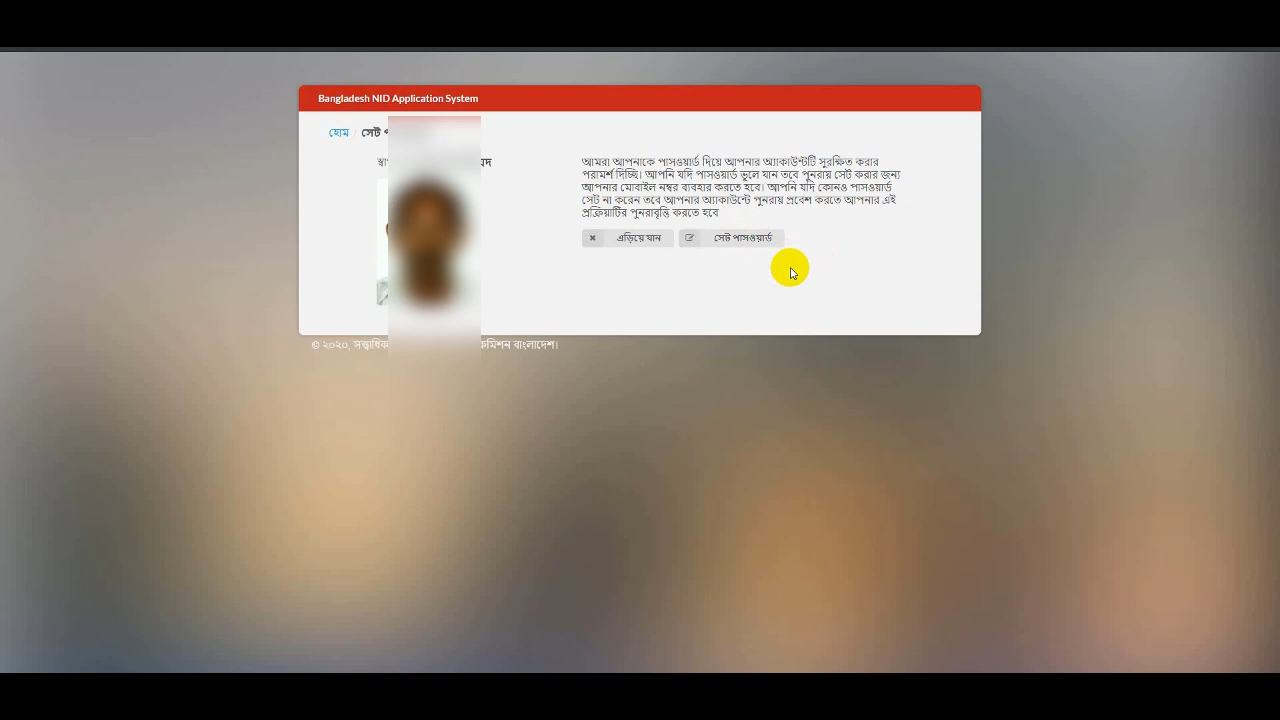 Bangladesh NID Application System
হোম / সেট
আমরা আপনাকে পাসওয়ার্ড দিয়ে আপনার অ্যাকাউন্টটি সুরক্ষিত করার
পরামর্শ দিচ্ছি। আপনি যদি পাসওয়ার্ড ভুলে যান তবে পুনরায় সেট করার জন্য
আপনার মোবাইল নম্বর ব্যবহার করতে হবে। আপনি যদি কোনও পাসওয়ার্ড
সেট না করেন তবে আপনার অ্যাকাউন্টে পুনরায় প্রবেশ করতে আপনার এই
প্রক্রিয়াটির পুনরাবৃত্তি করতে হবে
এড়িয়ে যান সেট পাসওয়ার্ড
© ২০২০, কমিশন বাংলাদেশ।